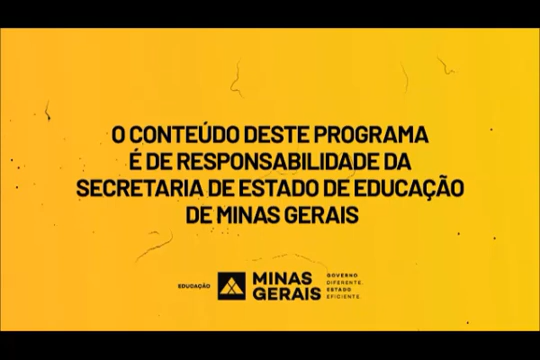 O CONTEÚDO DESTE PROGRAMA
É DE RESPONSABILIDADE DA
SECRETARIA DE ESTADO DE EDUCAÇÃO
DE MINAS GERAIS
EDUCAÇÃO
MINAS
GERAIS
GOVERNO
DIFERENTE.
ESTADO
EFICIENTE.